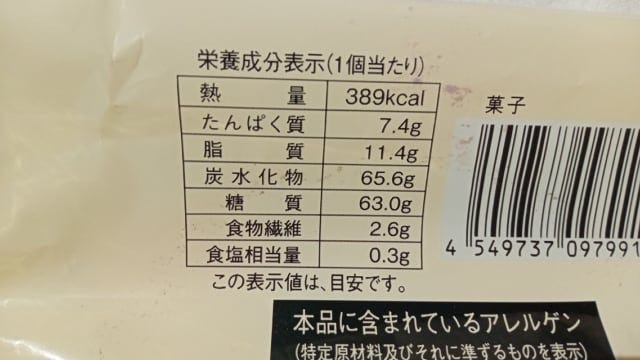 栄養成分表示(1個当たり)
熱量 389kcal
たんぱく質 7.4g
脂質 11.4g
炭水化物 65.6g
糖質 63.0g
食物繊維 2.6g
食塩相当量 0.3g
この表示値は、目安です。
菓子
4 549737 097991
本品に含まれているアレルゲン
(特定原材料及びそれに準ずるものを表示)